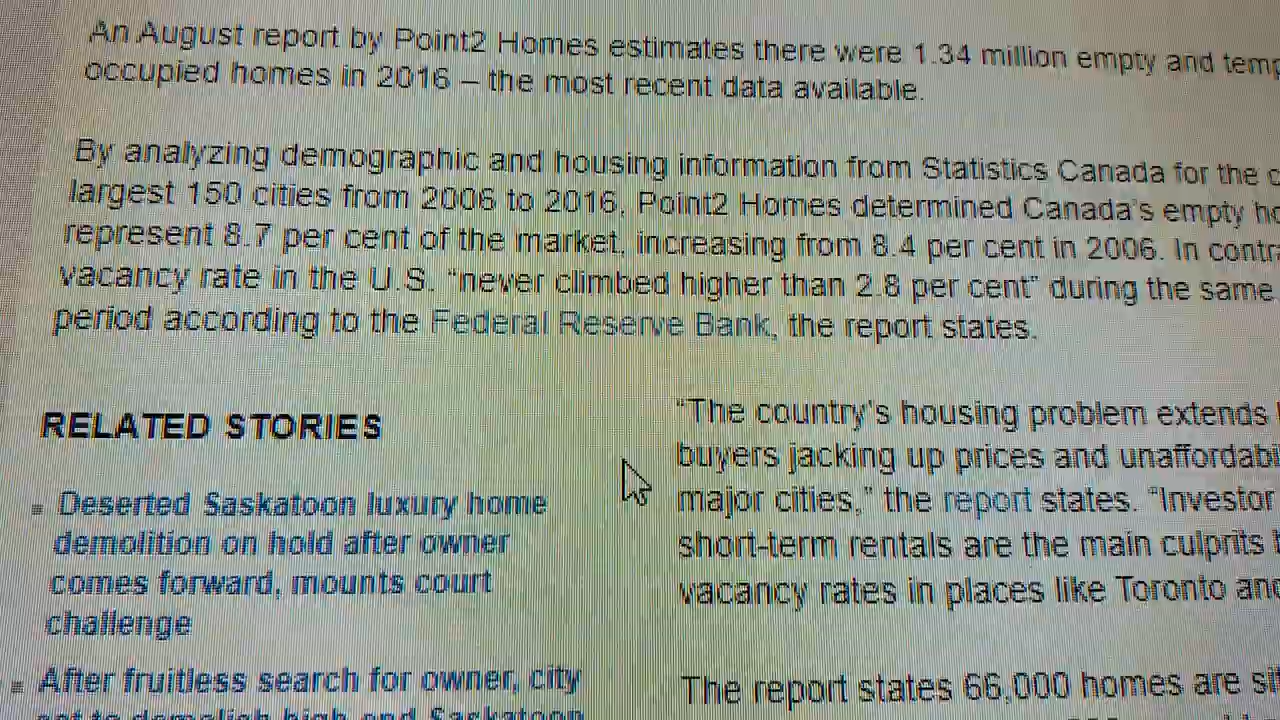 An August report by Point2 Homes estimates there were 1.34 million empty and
occupied homes in 2016 – the most recent data available.
By analyzing demographic and housing information from Statistics Canada for the
largest 150 cities from 2006 to 2016, Point2 Homes determined Canada's empty
represent 8.7 per cent of the market, increasing from 8.4 per cent in 2006. In
vacancy rate in the U.S. “never climbed higher than 2.8 per cent” during the same
period according to the Federal Reserve Bank, the report states.
RELATED STORIES
Deserted Saskatoon luxury home
demolition on hold after owner
comes forward, mounts court
challenge
After fruitless search for owner, city
“The country's housing problem extends
buyers jacking up prices and
major cities,” the report states. “Investor
short-term rentals are the main culprits
vacancy rates in places like Toronto and
The report states 66,000 homes are